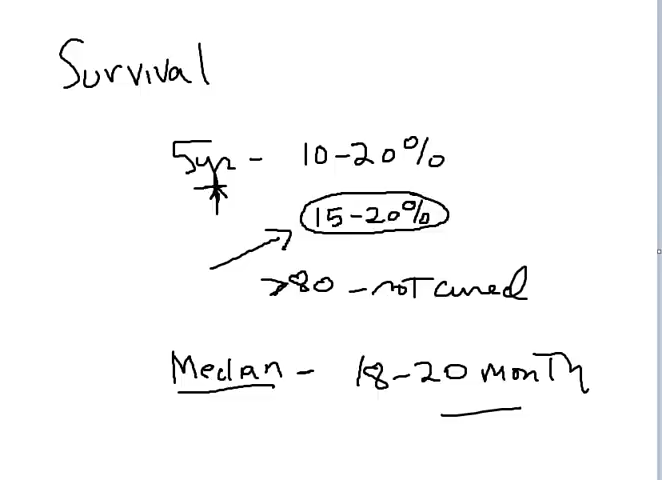 Survival
5yr - 10-20%
15-20%
>80 - not cured
Median - 18-20 month